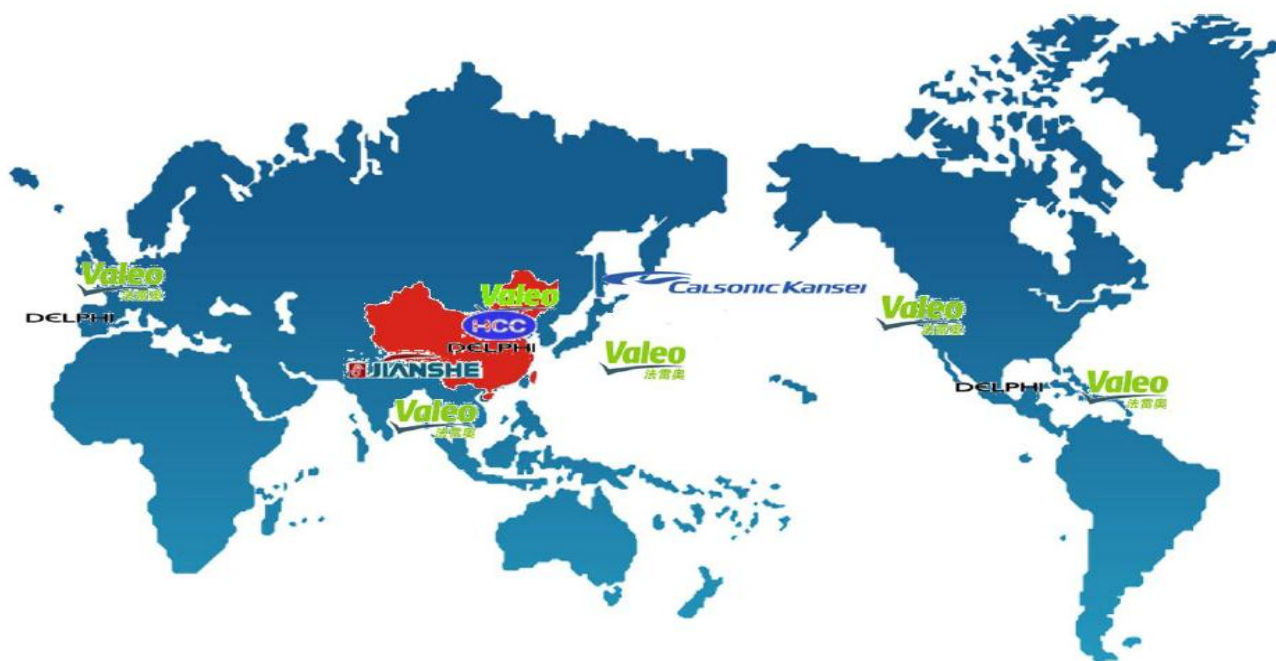 Valeo
法雷奥
DELPHI
Valeo
HCC
DELPHI
JIANSHE
Valeo
法雷奥
CALSONIC KANSEI
Valeo
法雷奥
Valeo
法雷奥
DELPHI
Valeo
法雷奥